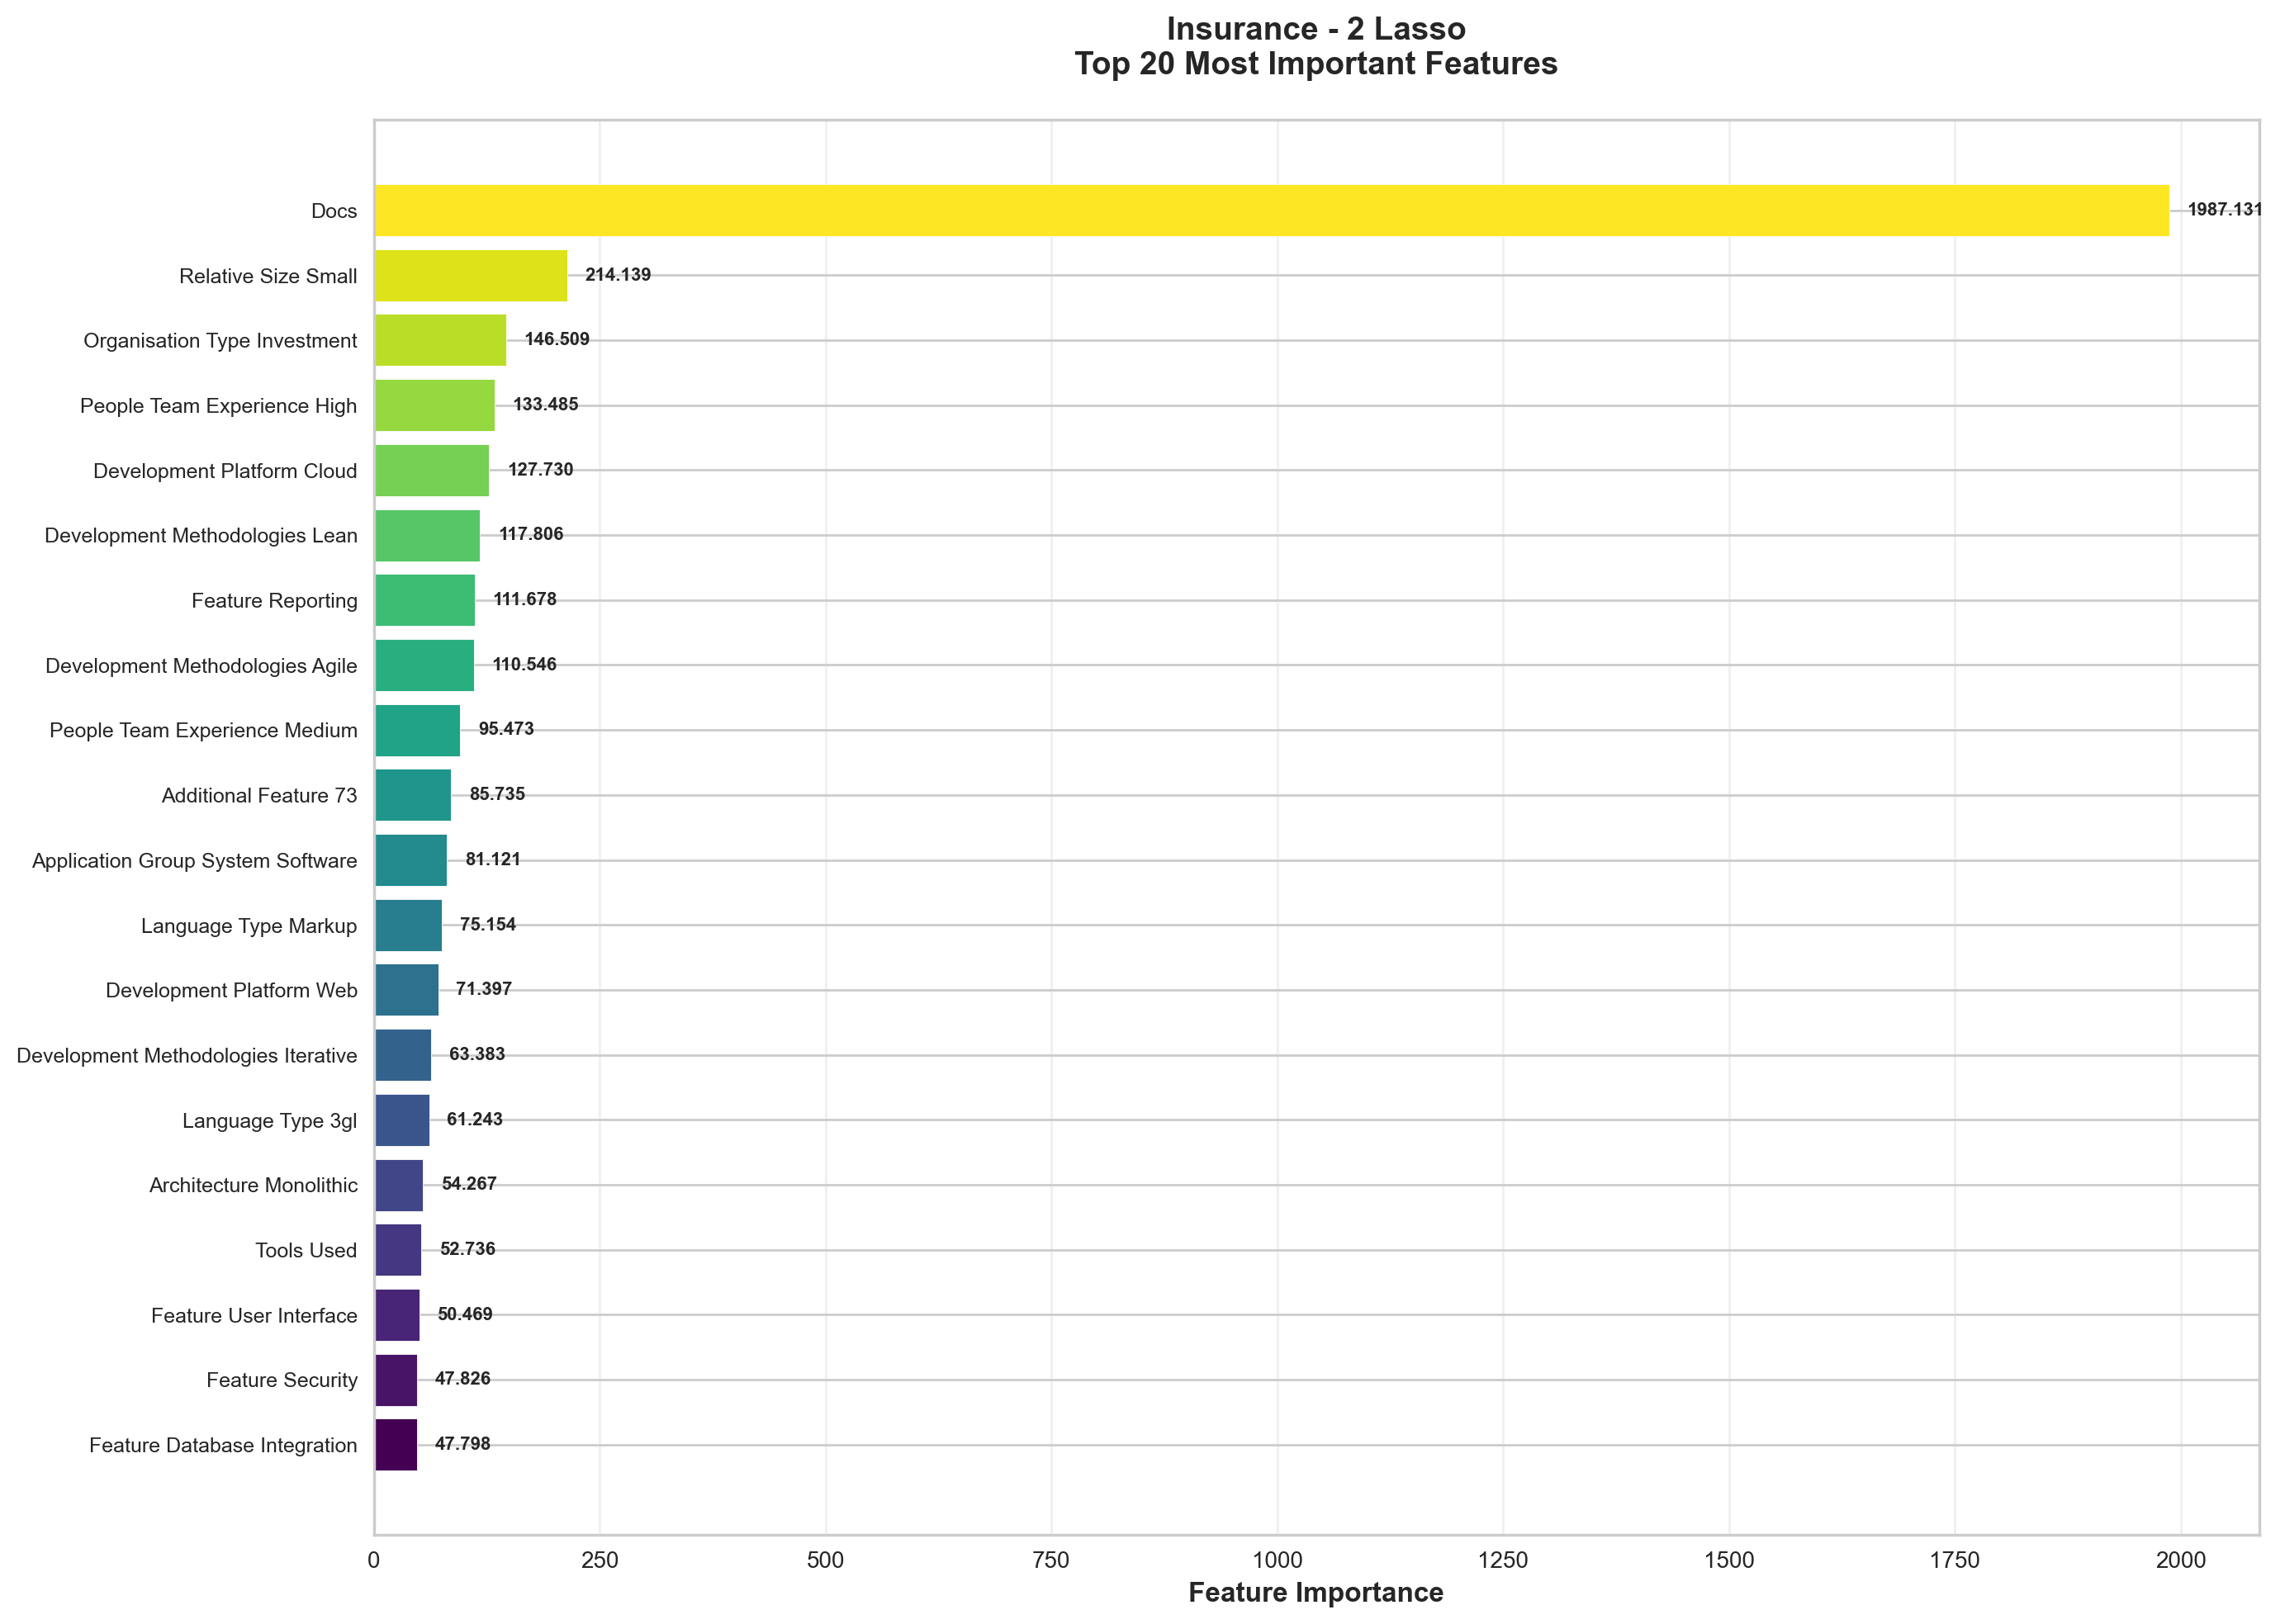 Insurance - 2 Lasso
Top 20 Most Important Features
Docs 1987.131
Relative Size Small 214.139
Organisation Type Investment 146.509
People Team Experience High 133.485
Development Platform Cloud 127.730
Development Methodologies Lean 117.806
Feature Reporting 111.678
Development Methodologies Agile 110.546
People Team Experience Medium 95.473
Additional Feature 73 85.735
Application Group System Software 81.121
Language Type Markup 75.154
Development Platform Web 71.397
Development Methodologies Iterative 63.383
Language Type 3gl 61.243
Architecture Monolithic 54.267
Tools Used 52.736
Feature User Interface 50.469
Feature Security 47.826
Feature Database Integration 47.798
0 250 500 750 1000 1250 1500 1750 2000
Feature Importance